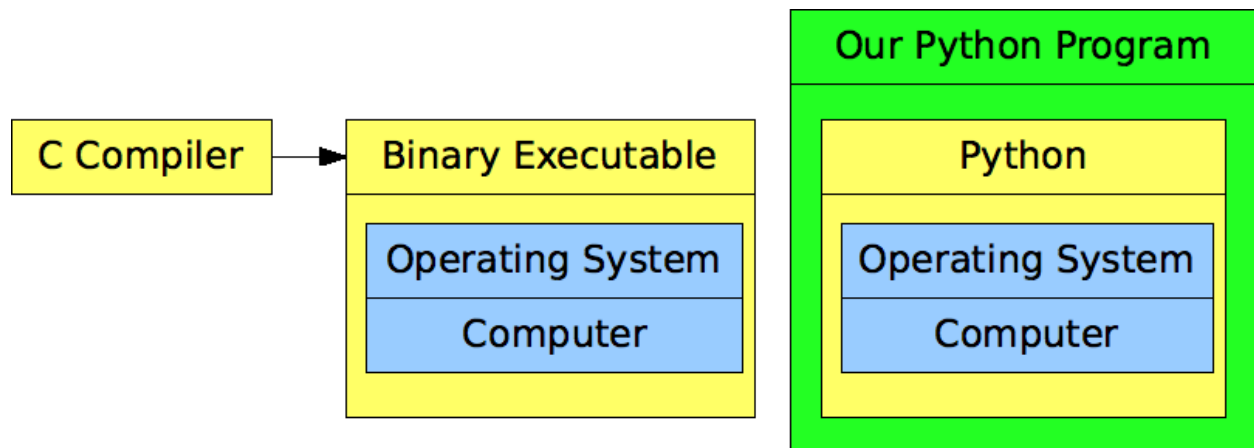 C Compiler
Binary Executable
Operating System
Computer
Our Python Program
Python
Operating System
Computer